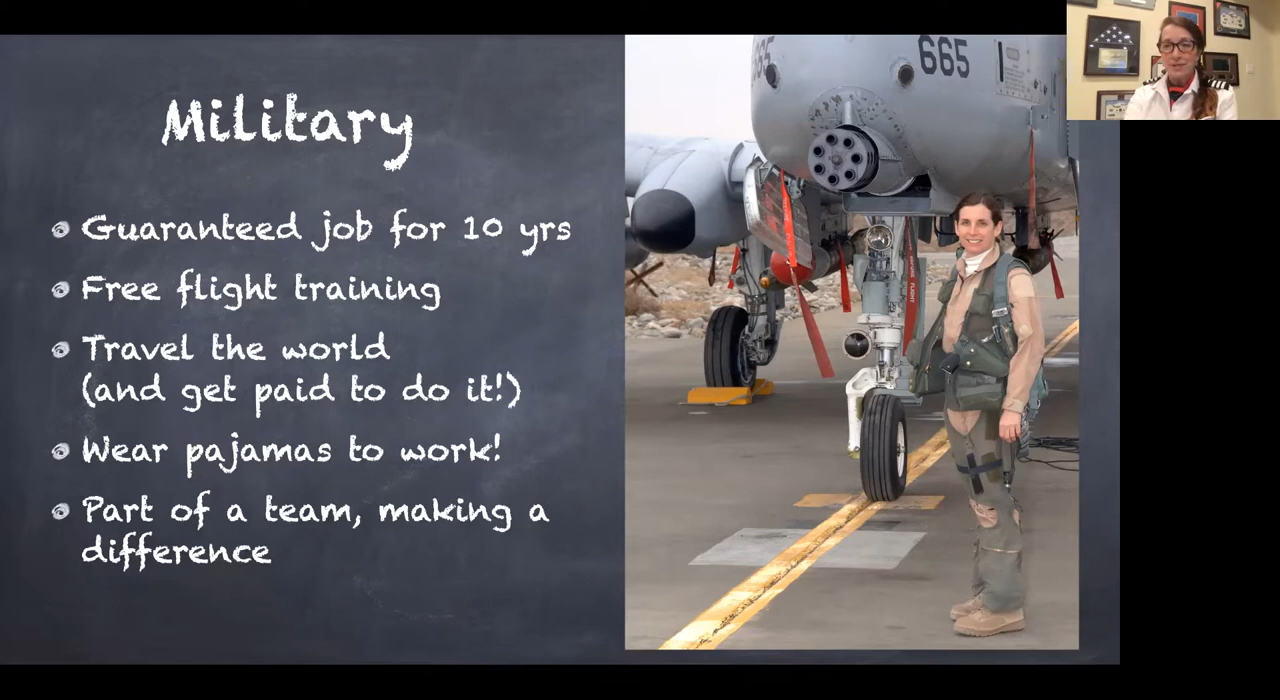 Military
Guaranteed job for 10 yrs
Free flight training
Travel the world
(and get paid to do it!)
Wear pajamas to work!
Part of a team, making a
difference
665
665